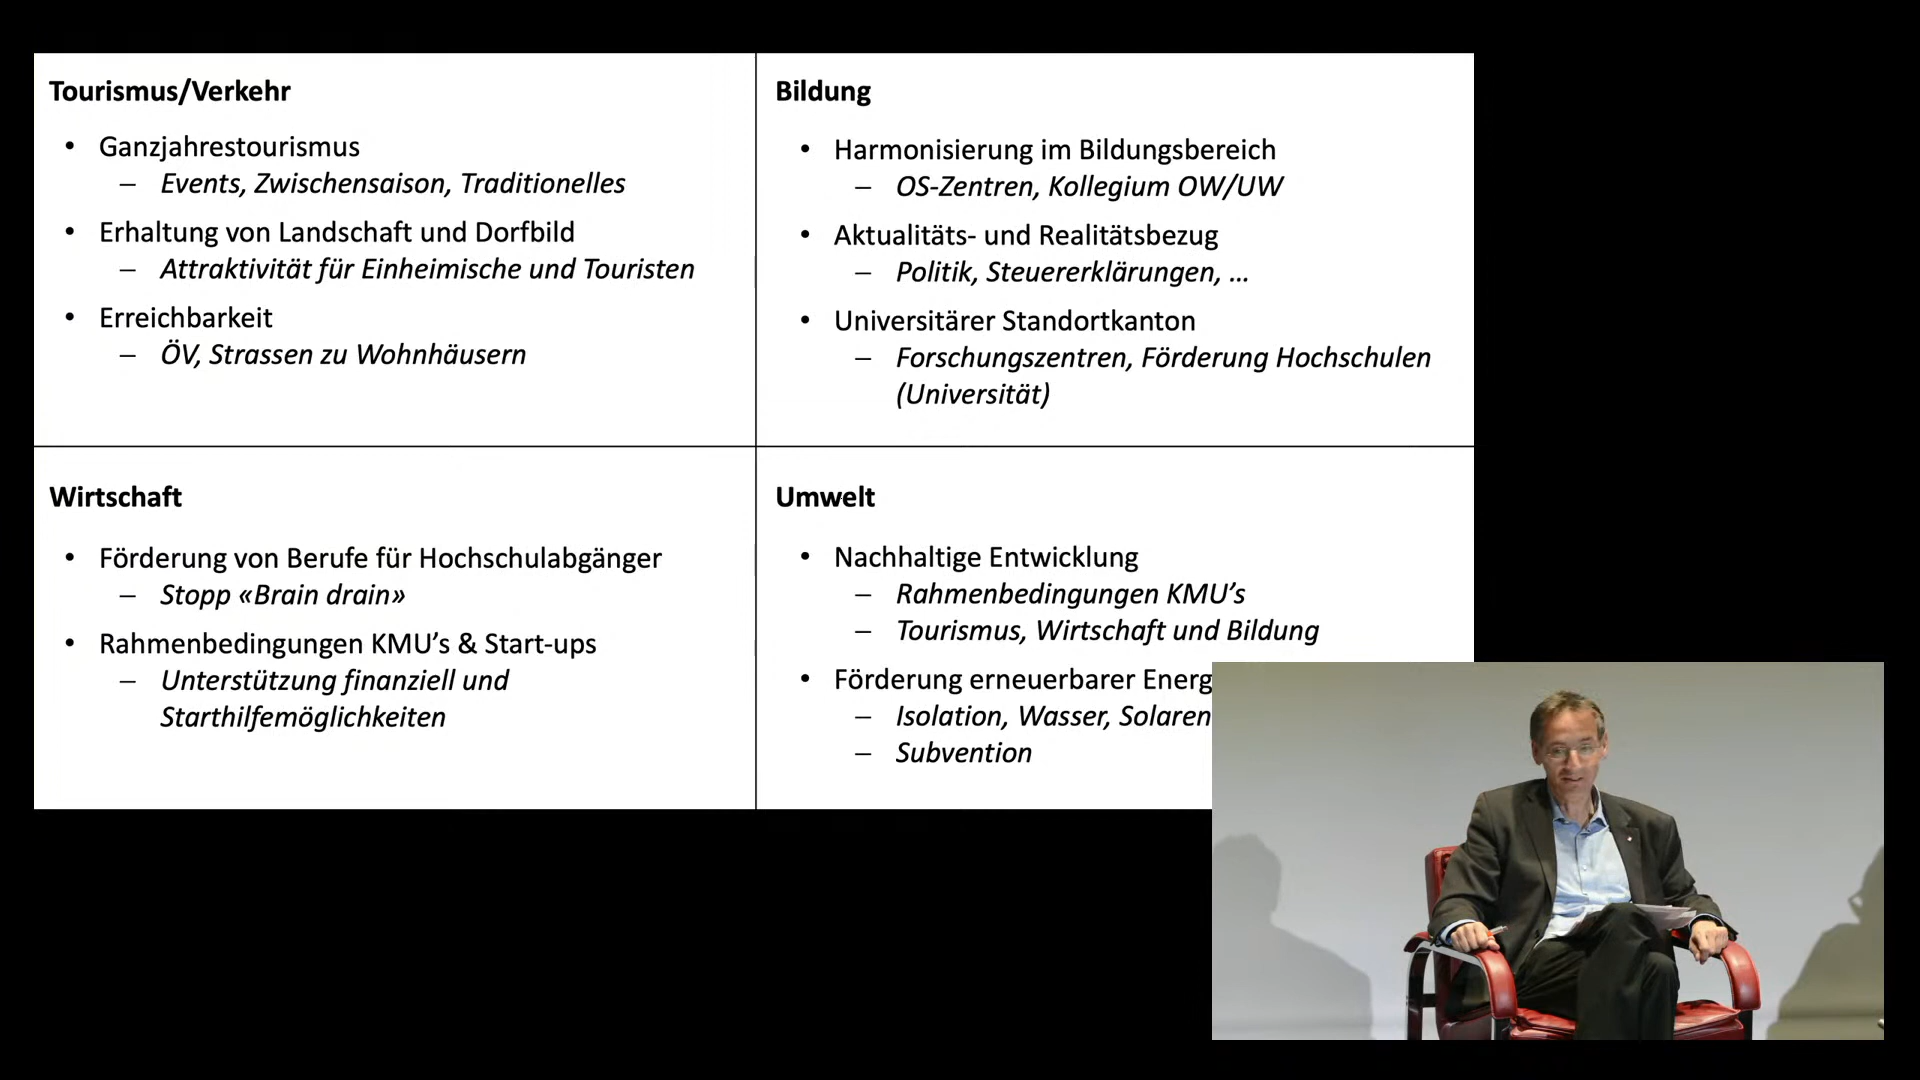 Tourismus/Verkehr
• Ganzjahrestourismus
– Events, Zwischensaison, Traditionelles
• Erhaltung von Landschaft und Dorfbild
– Attraktivität für Einheimische und Touristen
• Erreichbarkeit
– ÖV, Strassen zu Wohnhäusern
Bildung
• Harmonisierung im Bildungsbereich
– OS-Zentren, Kollegium OW/UW
• Aktualitäts- und Realitätsbezug
– Politik, Steuererklärungen, ...
• Universitärer Standortkanton
– Forschungszentren, Förderung Hochschulen
(Universität)
Wirtschaft
• Förderung von Berufe für Hochschulabgänger
– Stopp «Brain drain»
• Rahmenbedingungen KMU’s & Start-ups
– Unterstützung finanziell und
Starthilfemöglichkeiten
Umwelt
• Nachhaltige Entwicklung
– Rahmenbedingungen KMU’s
– Tourismus, Wirtschaft und Bildung
• Förderung erneuerbarer Energ
– Isolation, Wasser, Solaren
– Subvention